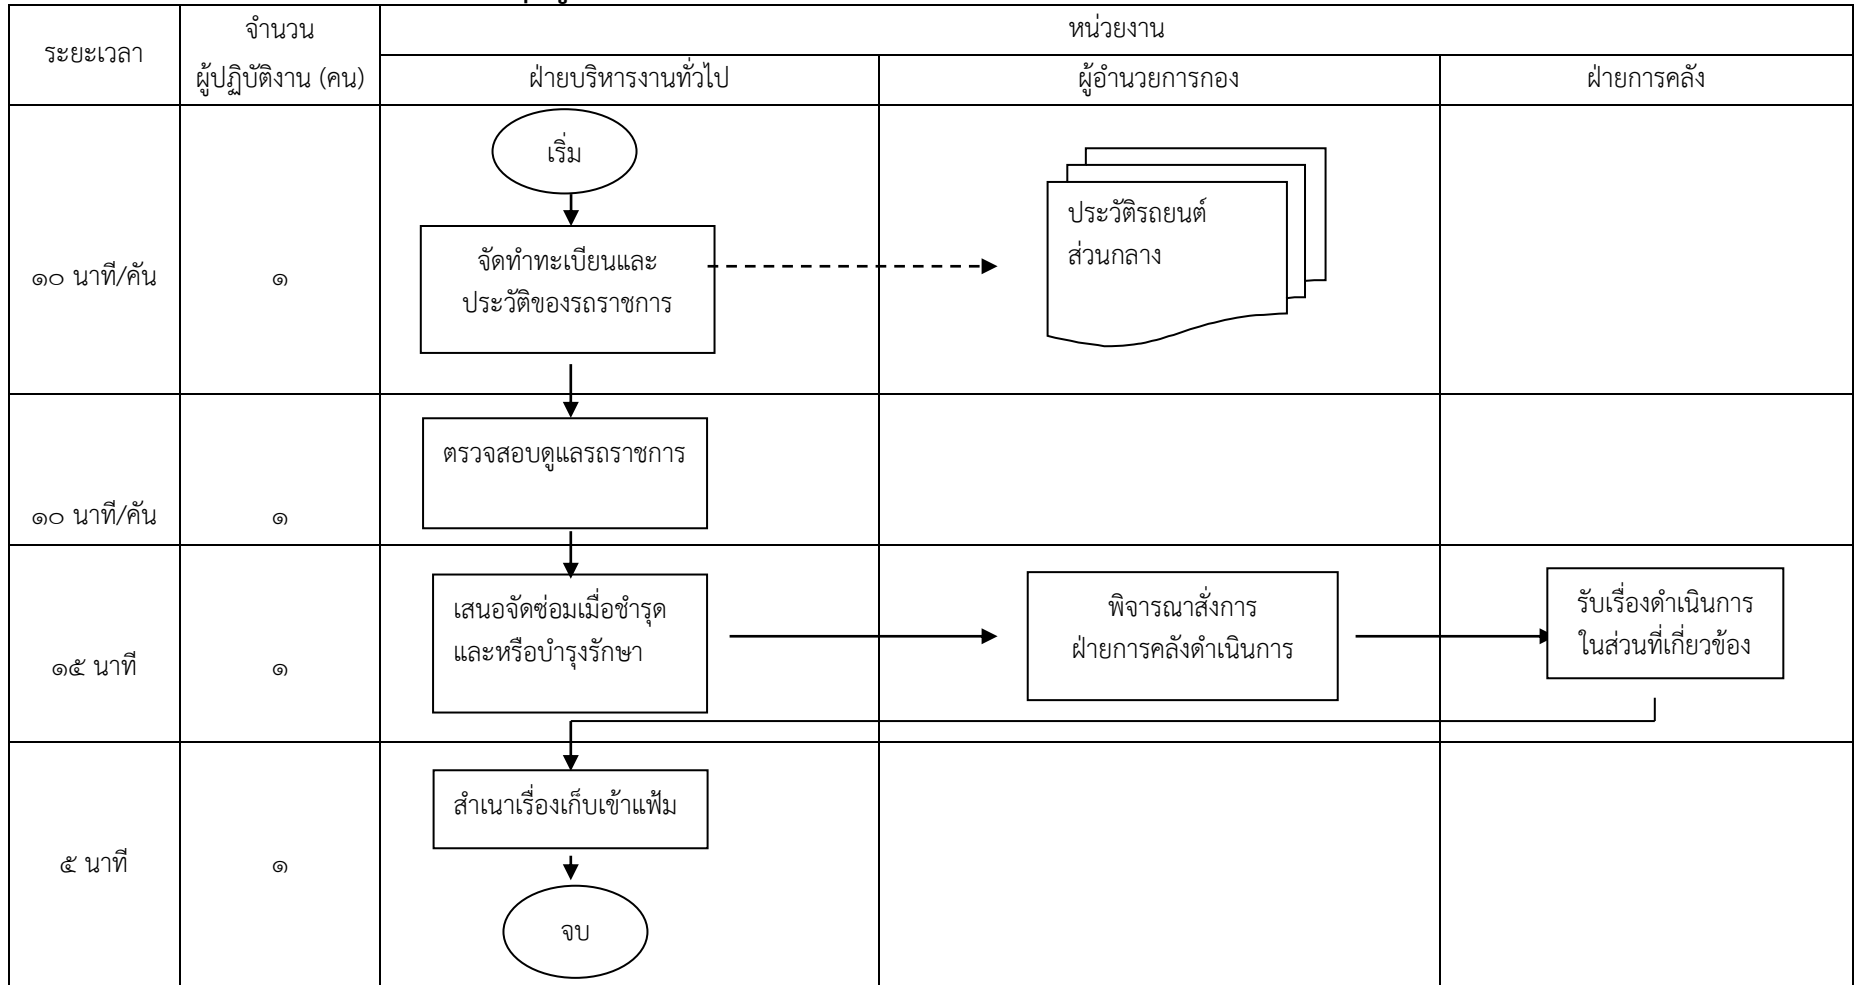 ระยะเวลา
จำนวน
ผู้ปฏิบัติงาน (คน)
หน่วยงาน
ฝ่ายบริหารงานทั่วไป
ผู้อำนวยการกอง
ฝ่ายการคลัง
เริ่ม
๑๐ นาที/คัน
๑
จัดทำทะเบียนและ
ประวัติของรถราชการ
ประวัติรถยนต์
ส่วนกลาง
๑๐ นาที/คัน
๑
ตรวจสอบดูแลรถราชการ
๑๕ นาที
๑
เสนอจัดซ่อมเมื่อชำรุด
และหรือบำรุงรักษา
พิจารณาสั่งการ
ฝ่ายการคลังดำเนินการ
รับเรื่องดำเนินการ
ในส่วนที่เกี่ยวข้อง
๕ นาที
๑
สำเนาเรื่องเก็บเข้าแฟ้ม
จบ